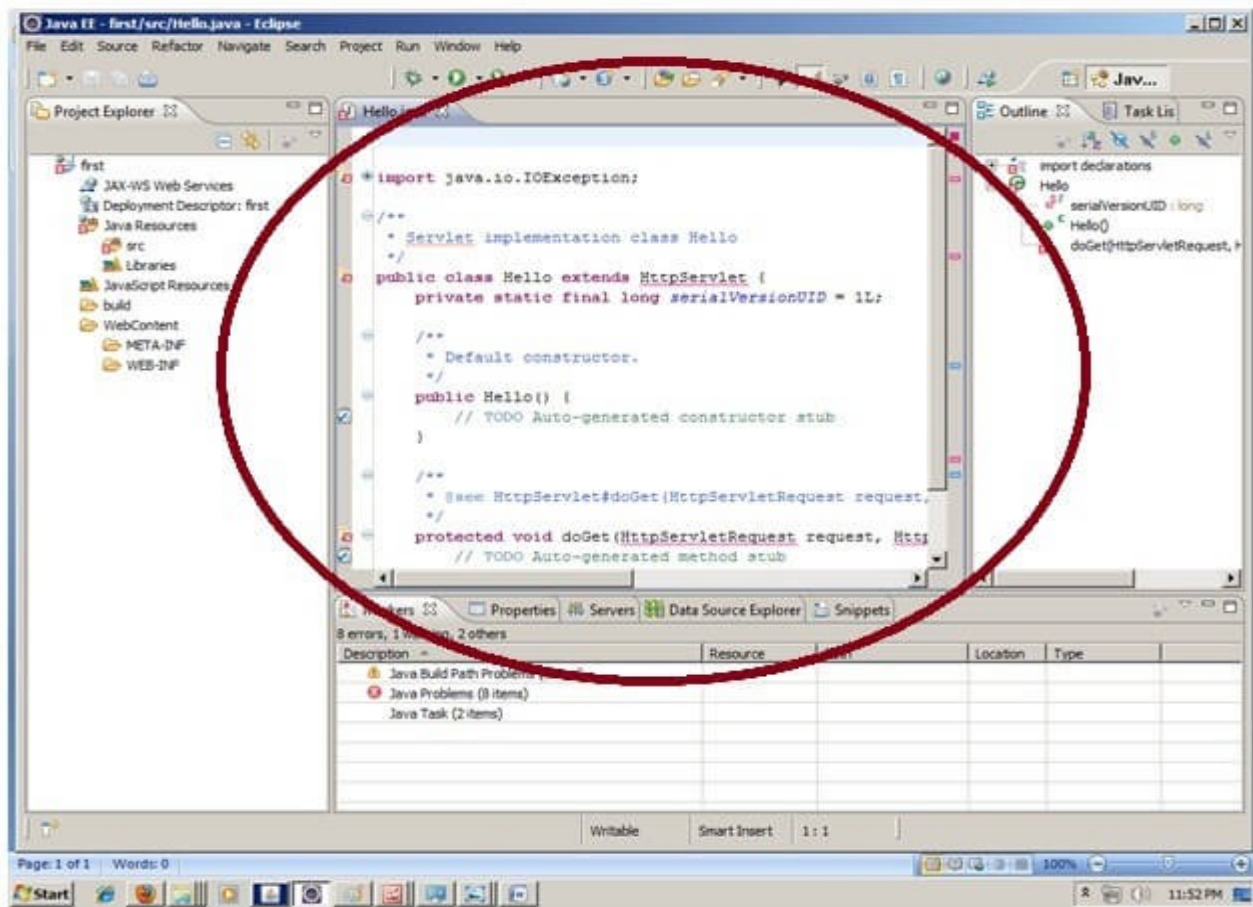 Java EE - first/src/Hello.java - Eclipse
File Edit Source Refactor Navigate Search Project Run Window Help
Jav...
Project Explorer
first
JAX-WS Web Services
Deployment Descriptor: first
Java Resources
src
Libraries
JavaScript Resources
build
WebContent
META-INF
WEB-INF
import java.io.IOException;
/**
* Servlet implementation class Hello
*/
public class Hello extends HttpServlet {
private static final long serialVersionUID = 1L;
/**
* Default constructor.
*/
public Hello() {
// TODO Auto-generated constructor stub
}
/**
* @see HttpServlet#doGet(HttpServletRequest request,
*/
protected void doGet(HttpServletRequest request, Http
// TODO Auto-generated method stub
Outline Task Lis
import declarations
Hello
serialVersionUID : long
Hello()
doGet(HttpServletRequest, H
Properties Servers Data Source Explorer Snippets
8 errors, 1 2 others
Description Resource Location Type
Java Build Path Problems
Java Problems (8 items)
Java Task (2 items)
Writable Smart Insert 1 : 1
Page: 1 of 1 Words: 0 100%
Start 11:52 PM